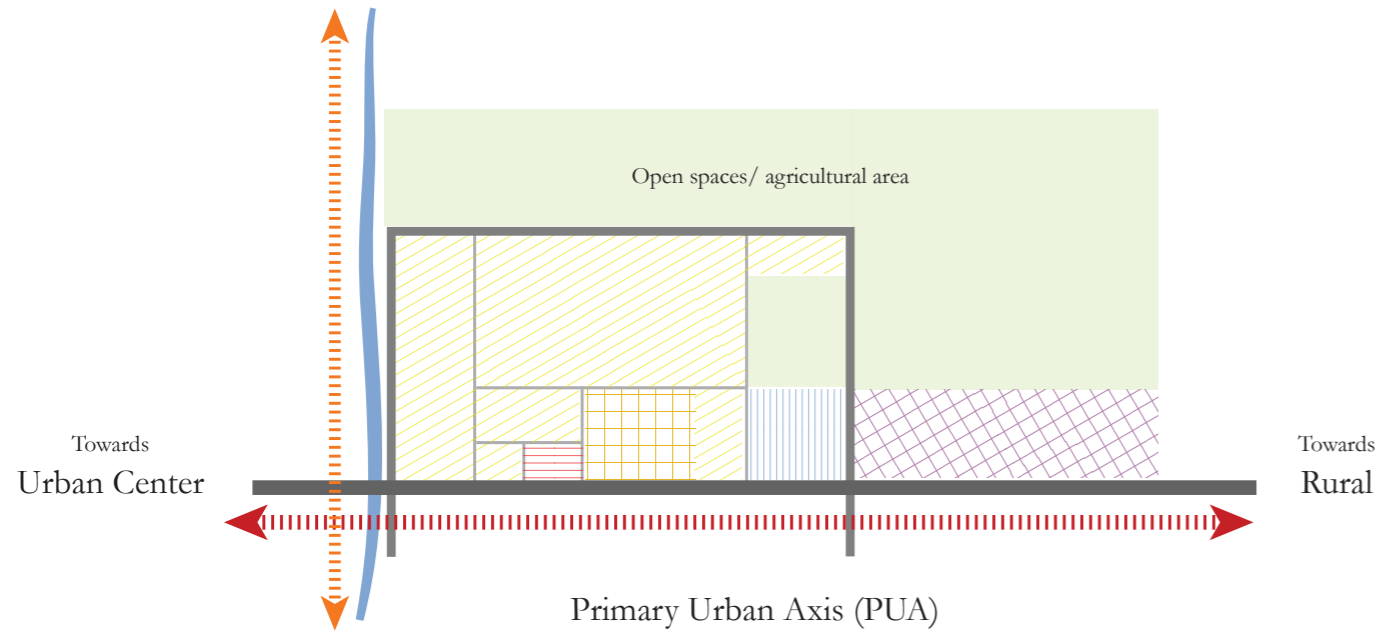 Open spaces/ agricultural area
Towards
Urban Center
Towards
Rural
Primary Urban Axis (PUA)